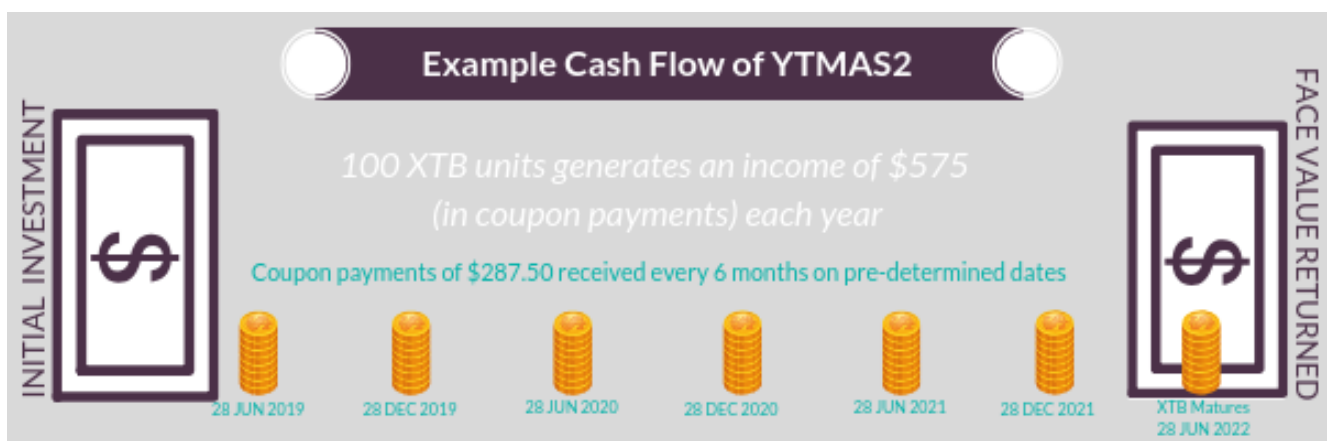 Example Cash Flow of YTMAS2
INITIAL INVESTMENT
$
100 XTB units generates an income of $575
(in coupon payments) each year
Coupon payments of $287.50 received every 6 months on pre-determined dates
28 JUN 2019
28 DEC 2019
28 JUN 2020
28 DEC 2020
28 JUN 2021
28 DEC 2021
XTB Matures
28 JUN 2022
$
FACE VALUE RETURNED